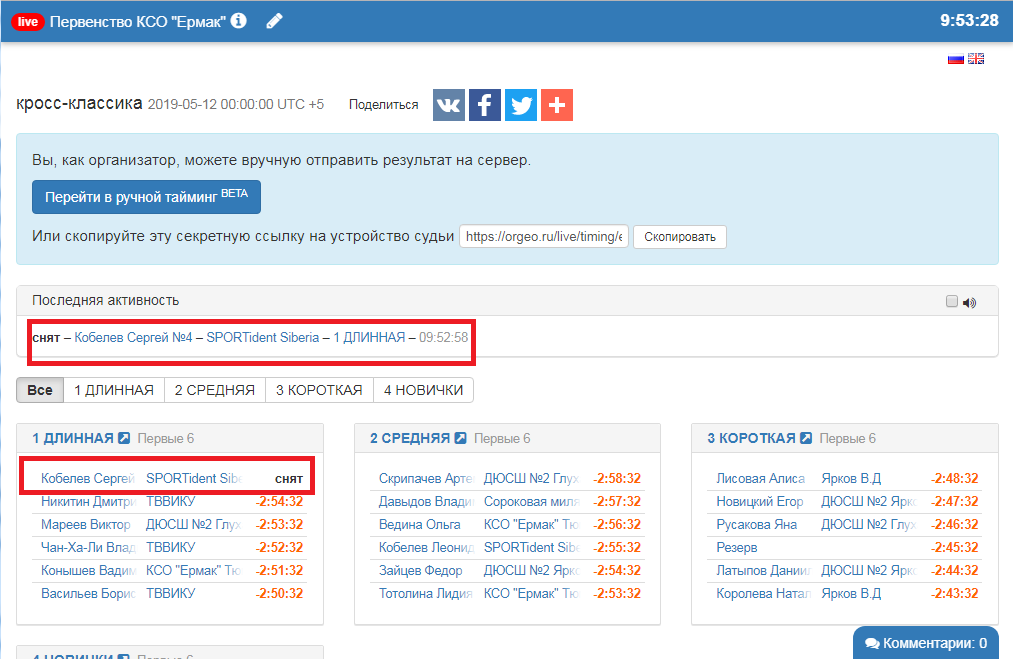 live Первенство КСО "Ермак" 9:53:28
кросс-классика 2019-05-12 00:00:00 UTC +5 Поделиться
Вы, как организатор, можете вручную отправить результат на сервер.
Перейти в ручной тайминг BETA
Или скопируйте эту секретную ссылку на устройство судьи https://orgeo.ru/live/timing/e Скопировать
Последняя активность
снят – Кобелев Сергей №4 – SPORTident Siberia – 1 ДЛИННАЯ – 09:52:58
Все 1 ДЛИННАЯ 2 СРЕДНЯЯ 3 КОРОТКАЯ 4 НОВИЧКИ
1 ДЛИННАЯ Первые 6
Кобелев Сергей SPORTident Sibe снят
Никитин Дмитри ТВВИКУ -2:54:32
Мареев Виктор ДЮСШ №2 Глух -2:53:32
Чан-Ха-Ли Влад ТВВИКУ -2:52:32
Конышев Вадим КСО "Ермак" Тю -2:51:32
Васильев Борис ТВВИКУ -2:50:32
2 СРЕДНЯЯ Первые 6
Скрипачев Арте ДЮСШ №2 Глух -2:58:32
Давыдов Влади Сороковая миля -2:57:32
Ведина Ольга КСО "Ермак" Тю -2:56:32
Кобелев Леонид SPORTident Sibe -2:55:32
Зайцев Федор ДЮСШ №2 Ярко -2:54:32
Тотолина Лидия КСО "Ермак" Тю -2:53:32
3 КОРОТКАЯ Первые 6
Лисовая Алиса Ярков В.Д -2:48:32
Новицкий Егор ДЮСШ №2 Ярко -2:47:32
Русакова Яна ДЮСШ №2 Глух -2:46:32
Резерв -2:45:32
Латыпов Данил ДЮСШ №2 Ярко -2:44:32
Королева Натал Ярков В.Д -2:43:32
4 НОВИЧКИ Первые 6
Комментарии: 0